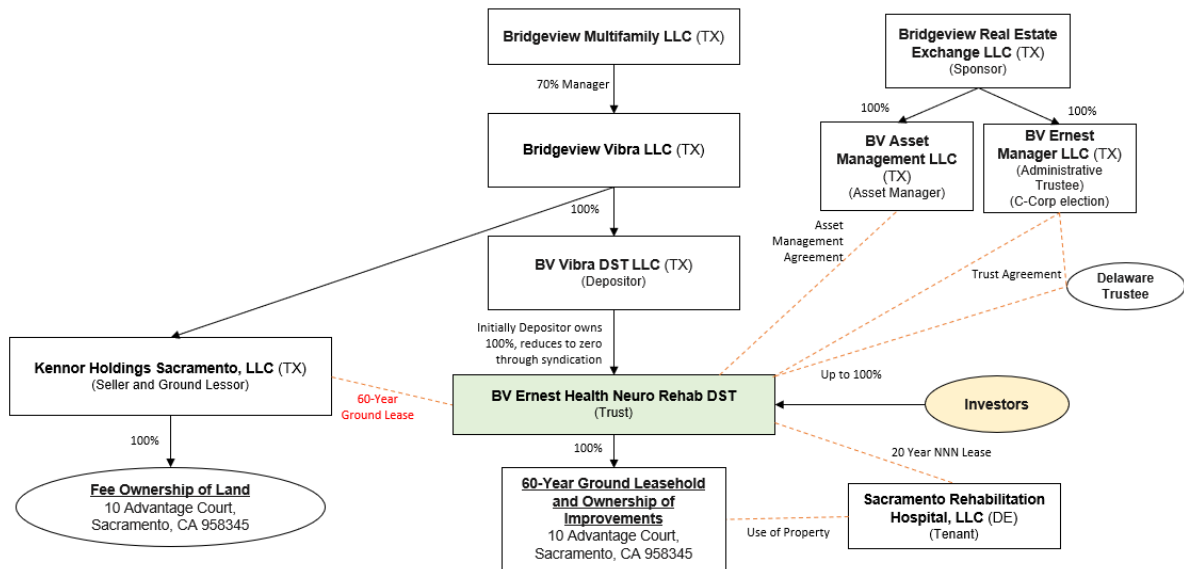 Bridgeview Multifamily LLC (TX)
Bridgeview Real Estate
Exchange LLC (TX)
(Sponsor)
70% Manager
100%
100%
Bridgeview Vibra LLC (TX)
BV Asset
Management LLC
(TX)
(Asset Manager)
BV Ernest
Manager LLC (TX)
(Administrative
Trustee)
(C-Corp election)
100%
Asset
Management
Agreement
BV Vibra DST LLC (TX)
(Depositor)
Trust Agreement
Delaware
Trustee
Initially Depositor owns
100%, reduces to zero
through syndication
Kennor Holdings Sacramento, LLC (TX)
(Seller and Ground Lessor)
60-Year
Ground Lease
BV Ernest Health Neuro Rehab DST
(Trust)
Up to 100%
Investors
100%
100%
20 Year NNN Lease
Fee Ownership of Land
10 Advantage Court,
Sacramento, CA 958345
60-Year Ground Leasehold
and Ownership of
Improvements
10 Advantage Court,
Sacramento, CA 958345
Use of Property
Sacramento Rehabilitation
Hospital, LLC (DE)
(Tenant)